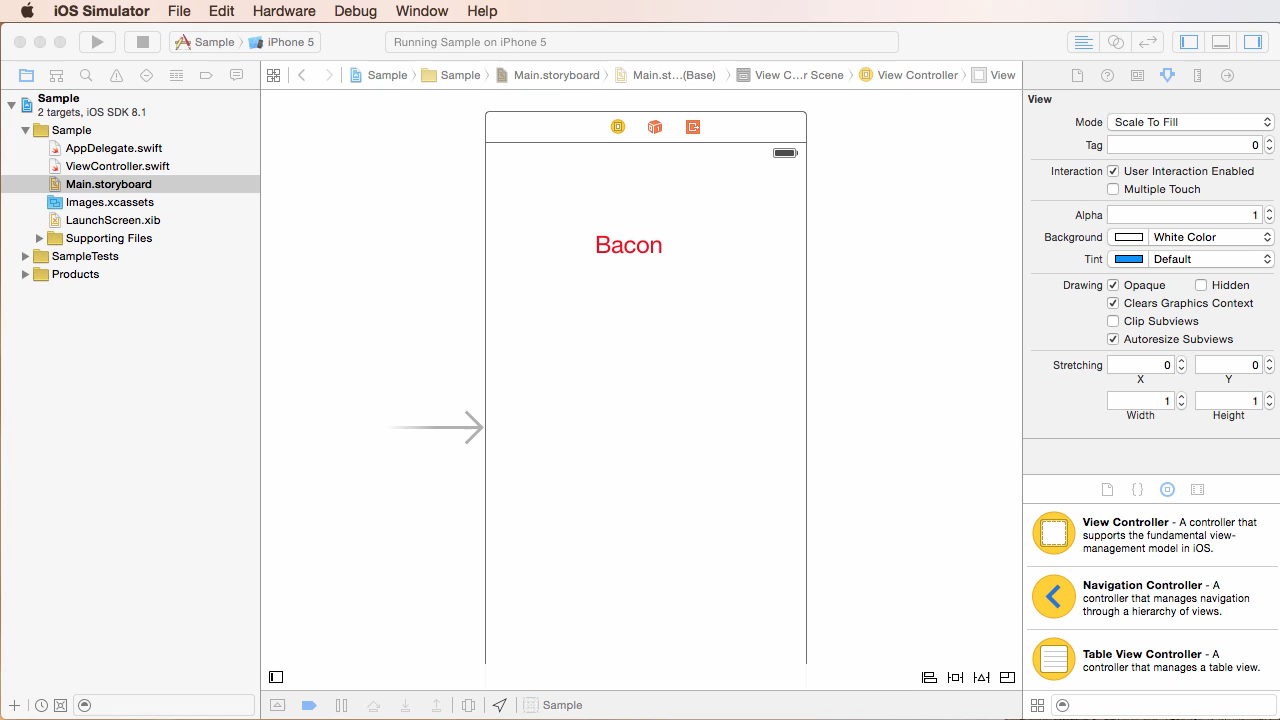 iOS Simulator File Edit Hardware Debug Window Help
Sample iPhone 5 Running Sample on iPhone 5
Sample Sample Main.storyboard Main.st...(Base) View C...r Scene View Controller View
Sample
2 targets, iOS SDK 8.1
Sample
AppDelegate.swift
ViewController.swift
Main.storyboard
Images.xcassets
LaunchScreen.xib
Supporting Files
SampleTests
Products
Bacon
View
Mode Scale To Fill
Tag 0
Interaction User Interaction Enabled
Multiple Touch
Alpha 1
Background White Color
Tint Default
Drawing Opaque Hidden
Clears Graphics Context
Clip Subviews
Autoresize Subviews
Stretching 0 0
X Y
1 1
Width Height
View Controller - A controller that
supports the fundamental view-
management model in iOS.
Navigation Controller - A
controller that manages navigation
through a hierarchy of views.
Table View Controller - A
controller that manages a table view.
Sample